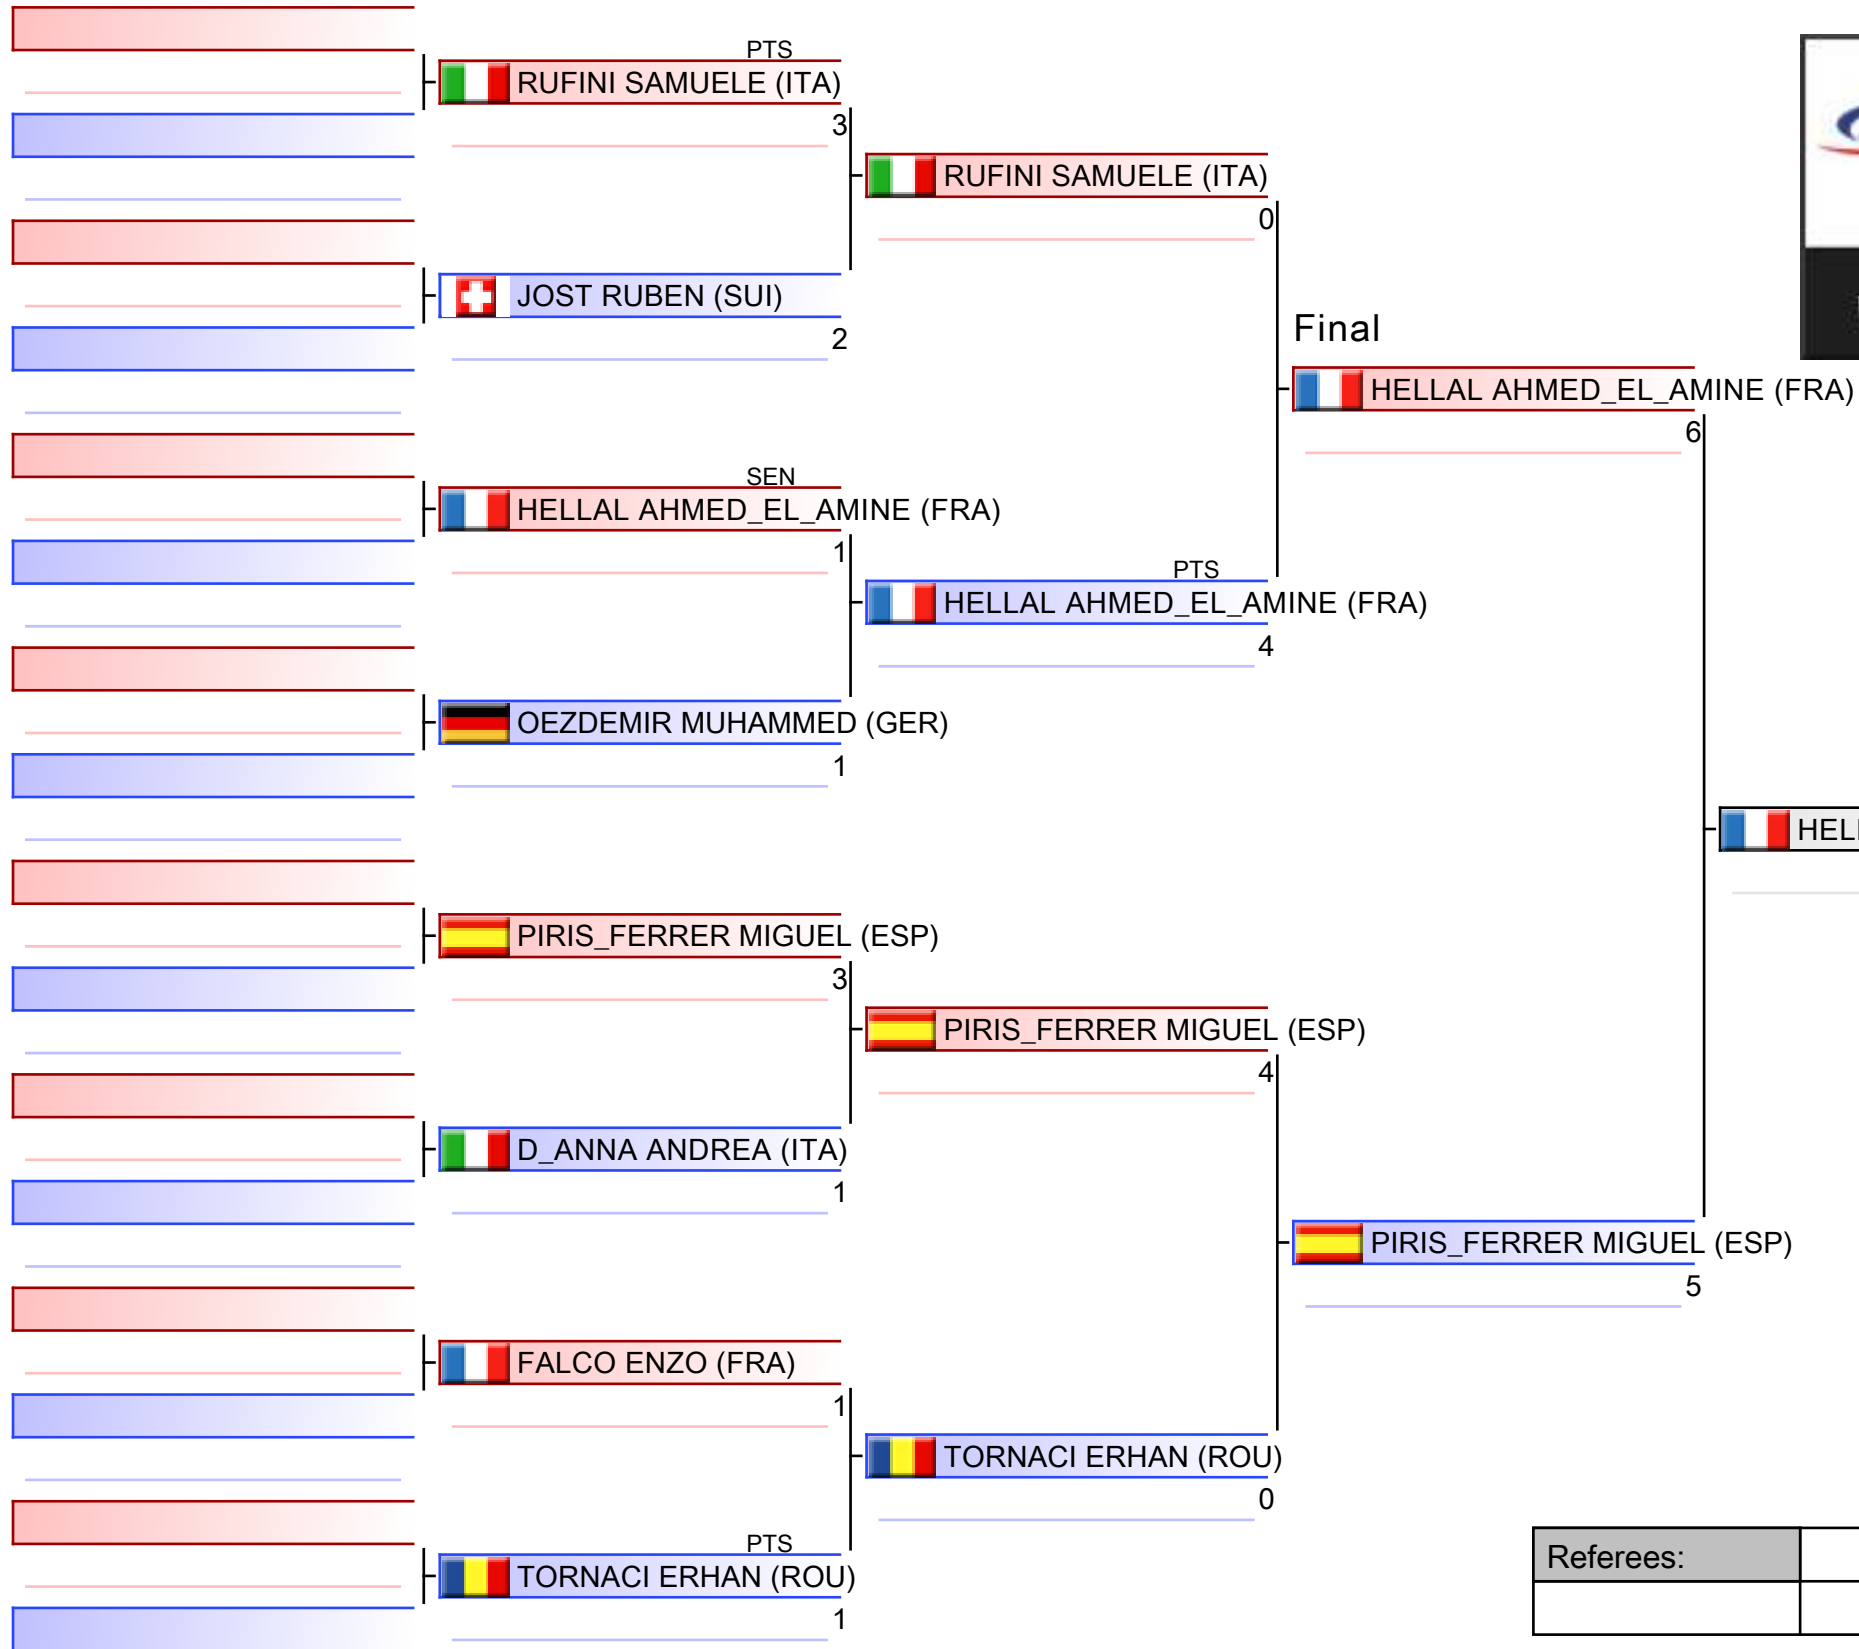 PTS
RUFINI SAMUELE (ITA)
3
RUFINI SAMUELE (ITA)
0
JOST RUBEN (SUI)
2
Final
HELLAL AHMED_EL_AMINE (FRA)
6
SEN
HELLAL AHMED_EL_AMINE (FRA)
1
PTS
HELLAL AHMED_EL_AMINE (FRA)
4
OEZDEMIR MUHAMMED (GER)
1
PIRIS_FERRER MIGUEL (ESP)
3
PIRIS_FERRER MIGUEL (ESP)
4
D_ANNA ANDREA (ITA)
1
PIRIS_FERRER MIGUEL (ESP)
5
FALCO ENZO (FRA)
1
TORNACI ERHAN (ROU)
0
PTS
TORNACI ERHAN (ROU)
1
Referees: